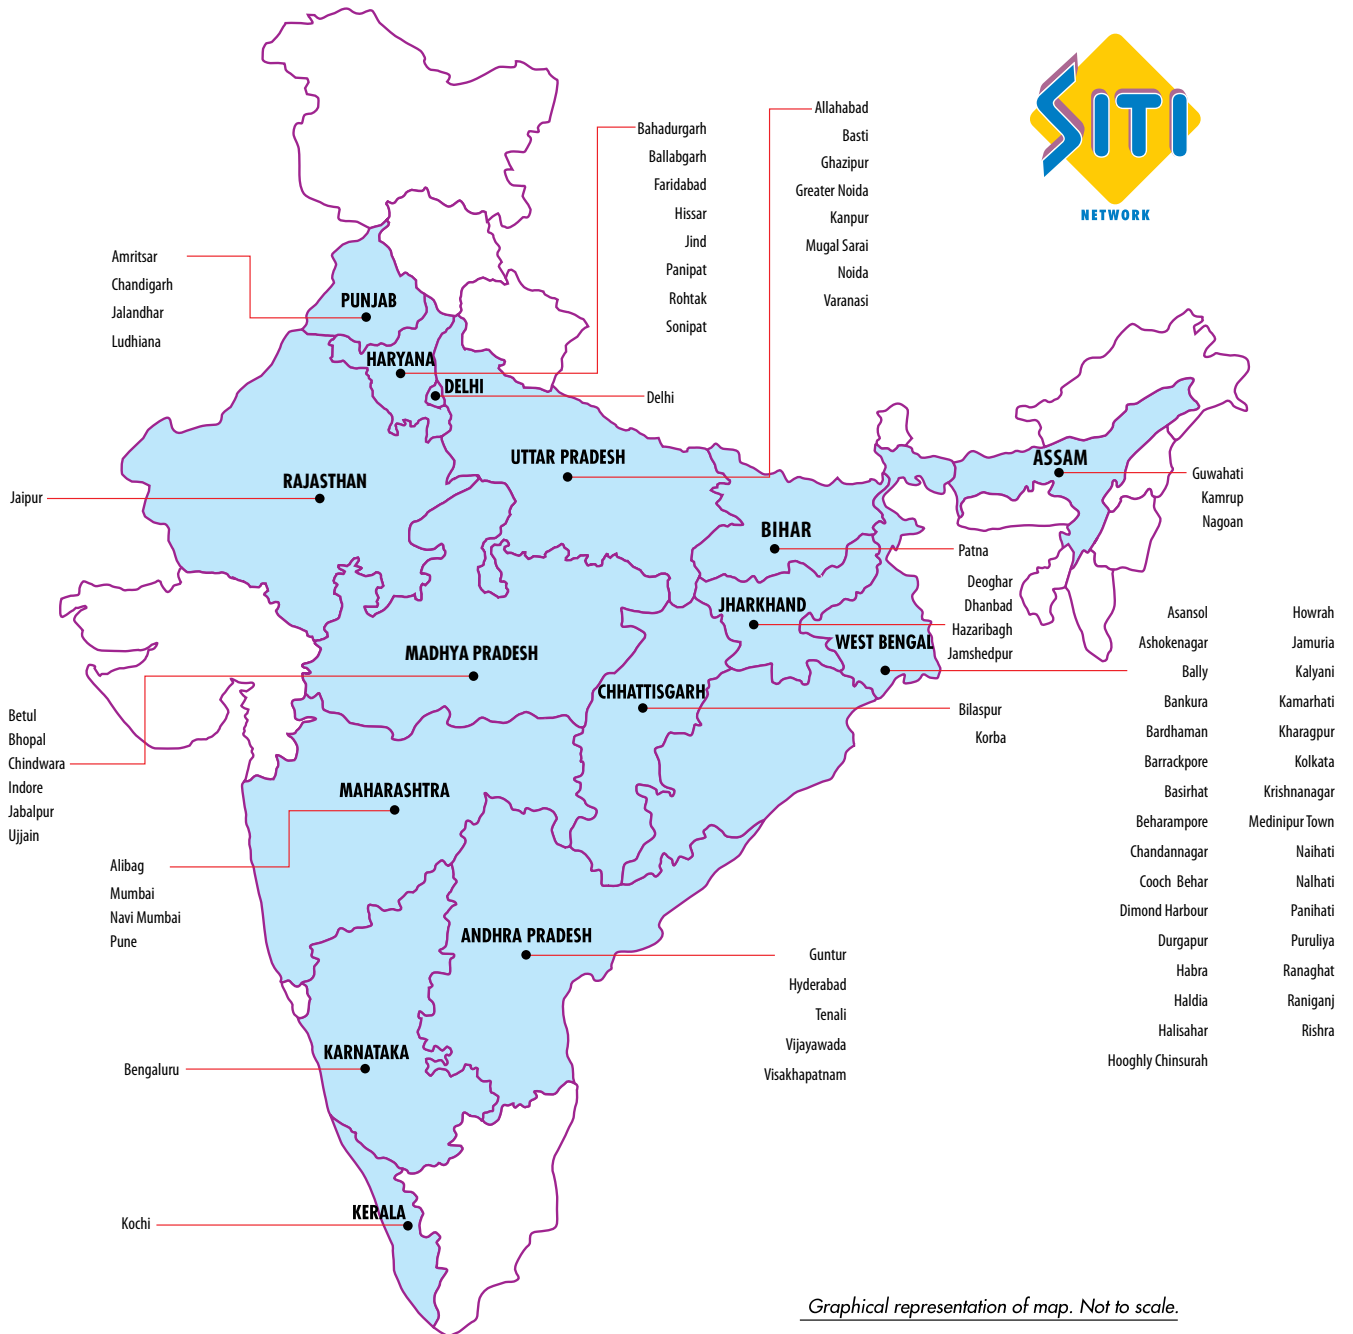 SITI
NETWORK
Allahabad
Basti
Ghazipur
Greater Noida
Kanpur
Mugal Sarai
Noida
Varanasi
Bahadurgarh
Ballabgarh
Faridabad
Hissar
Jind
Panipat
Rohtak
Sonipat
Amritsar
Chandigarh
Jalandhar
Ludhiana
PUNJAB
HARYANA
DELHI
Delhi
UTTAR PRADESH
ASSAM
Guwahati
Kamrup
Nagoan
RAJASTHAN
Jaipur
BIHAR
Patna
JHARKHAND
Deoghar
Dhanbad
Hazaribagh
Jamshedpur
WEST BENGAL
Asansol
Ashokenagar
Bally
Bankura
Bardhaman
Barrackpore
Basirhat
Beharampore
Chandannagar
Cooch Behar
Dimond Harbour
Durgapur
Habra
Haldia
Halisahar
Hooghly Chinsurah
Howrah
Jamuria
Kalyani
Kamarhati
Kharagpur
Kolkata
Krishnanagar
Medinipur Town
Naihati
Nalhati
Panihati
Puruliya
Ranaghat
Raniganj
Rishra
MADHYA PRADESH
Betul
Bhopal
Chindwara
Indore
Jabalpur
Ujjain
CHHATTISGARH
Bilaspur
Korba
MAHARASHTRA
Alibag
Mumbai
Navi Mumbai
Pune
ANDHRA PRADESH
Guntur
Hyderabad
Tenali
Vijayawada
Visakhapatnam
KARNATAKA
Bengaluru
KERALA
Kochi
Graphical representation of map. Not to scale.